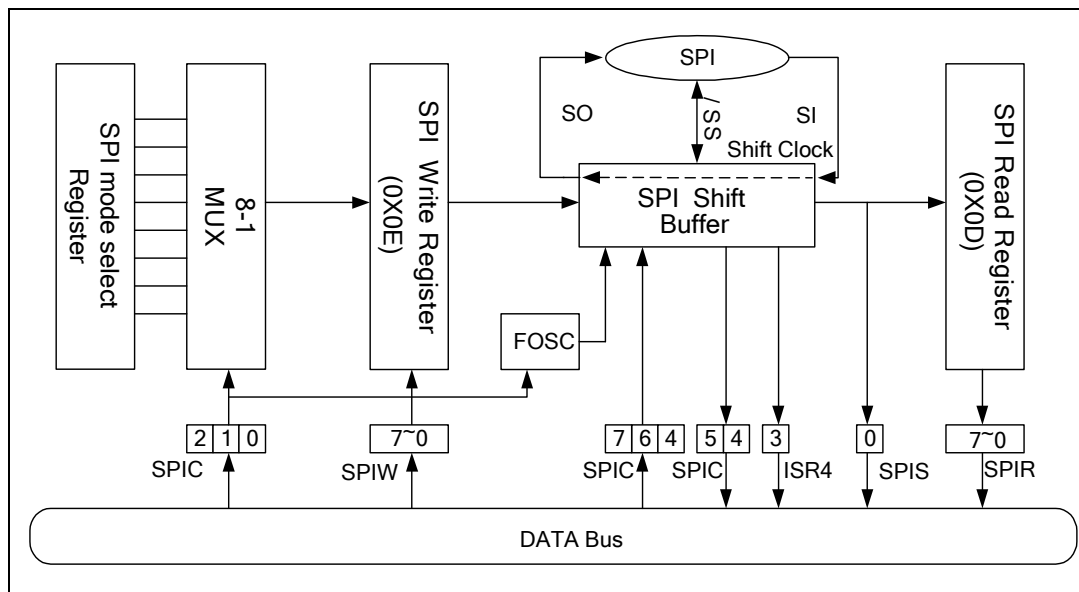 SPI
SO
/SS
SI
Shift Clock
SPI mode select
Register
8-1
MUX
SPI Write Register
(0X0E)
SPI Shift
Buffer
SPI Read Register
(0X0D)
FOSC
2 1 0
7~0
7 6 4
5 4
3
0
7~0
SPIC
SPIW
SPIC
SPIC
ISR4
SPIS
SPIR
DATA Bus